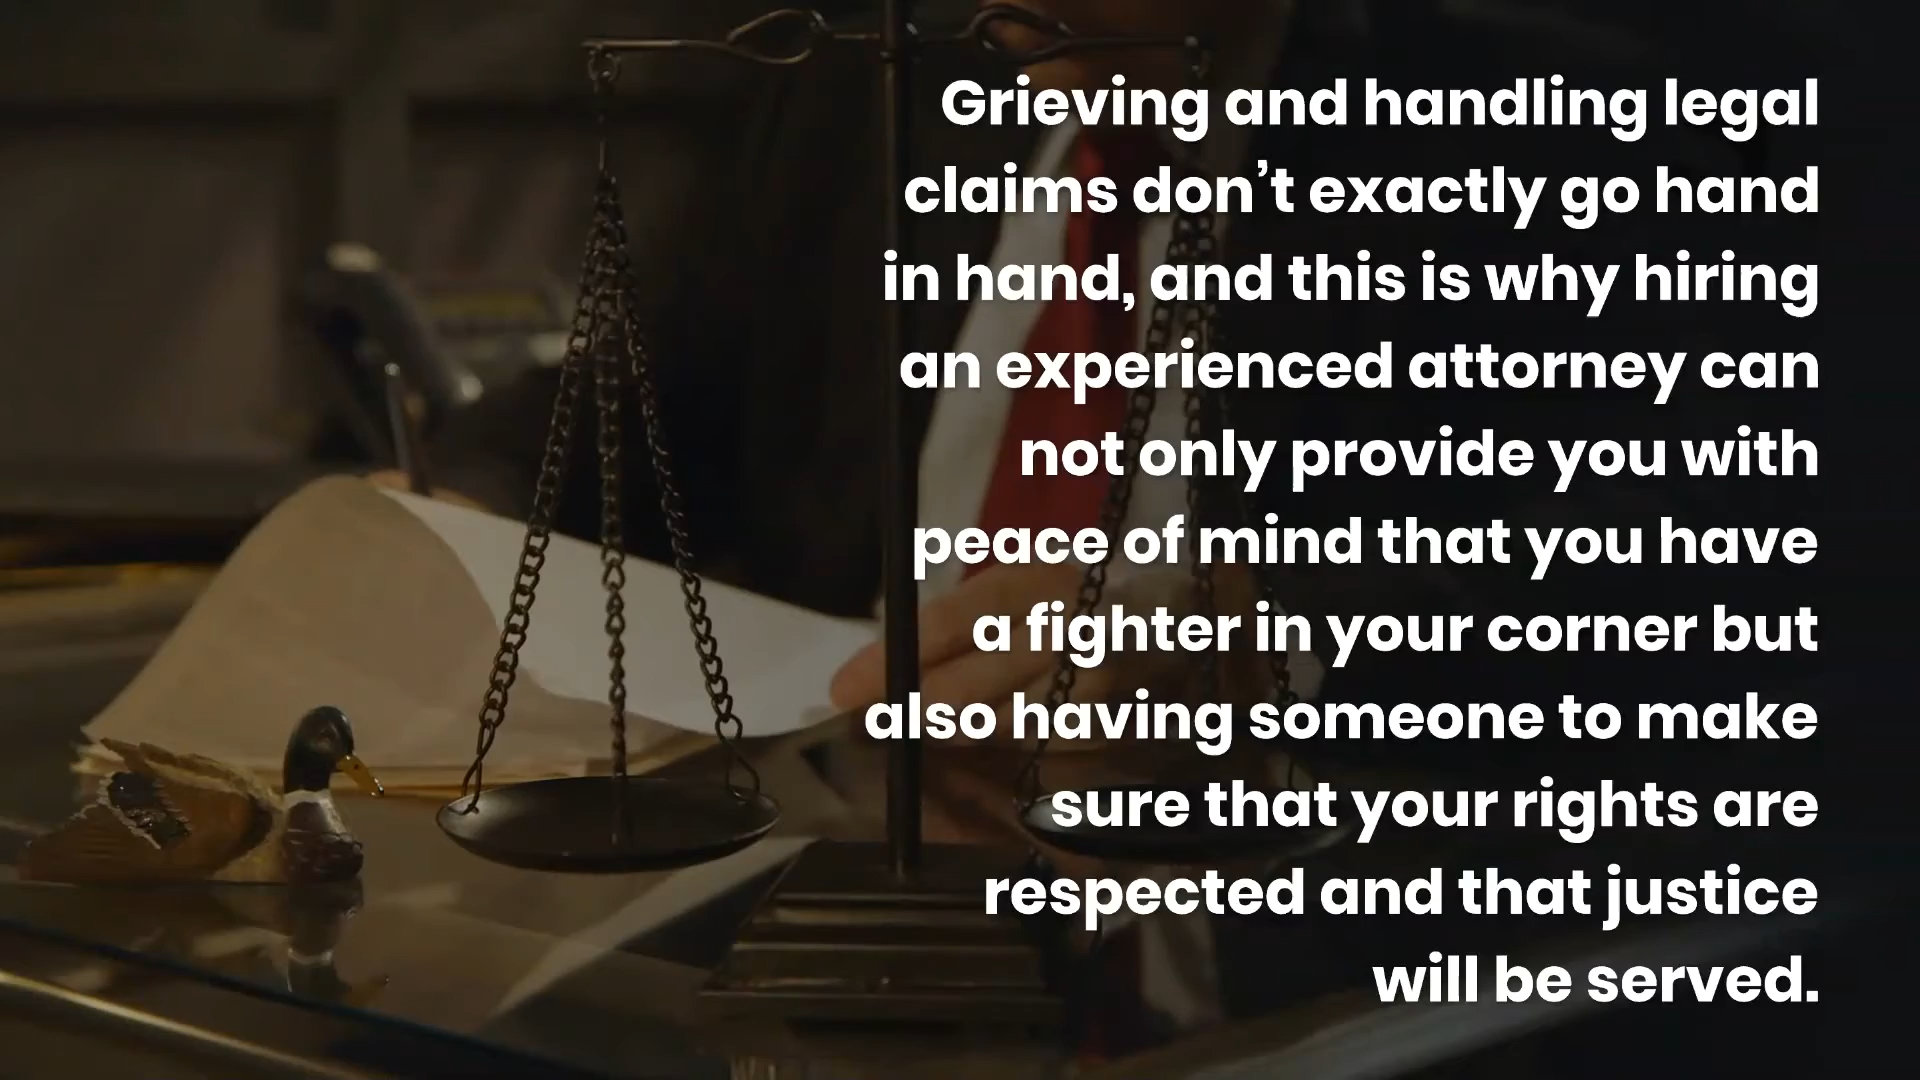 Grieving and handling legal
claims don’t exactly go hand
in hand, and this is why hiring
an experienced attorney can
not only provide you with
peace of mind that you have
a fighter in your corner but
also having someone to make
sure that your rights are
respected and that justice
will be served.